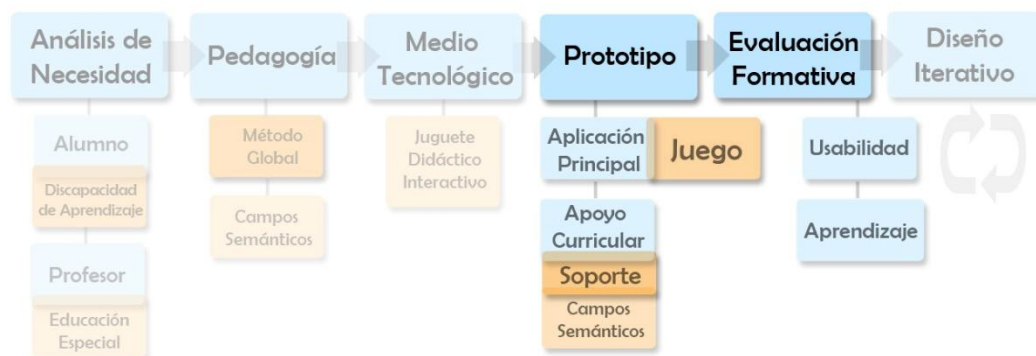 Análisis de
Necesidad
Pedagogía
Medio
Tecnológico
Prototipo
Evaluación
Formativa
Diseño
Iterativo
Alumno
Discapacidad
de Aprendizaje
Profesor
Educación
Especial
Método
Global
Campos
Semánticos
Juguete
Didáctico
Interactivo
Aplicación
Principal
Juego
Apoyo
Curricular
Soporte
Campos
Semánticos
Usabilidad
Aprendizaje